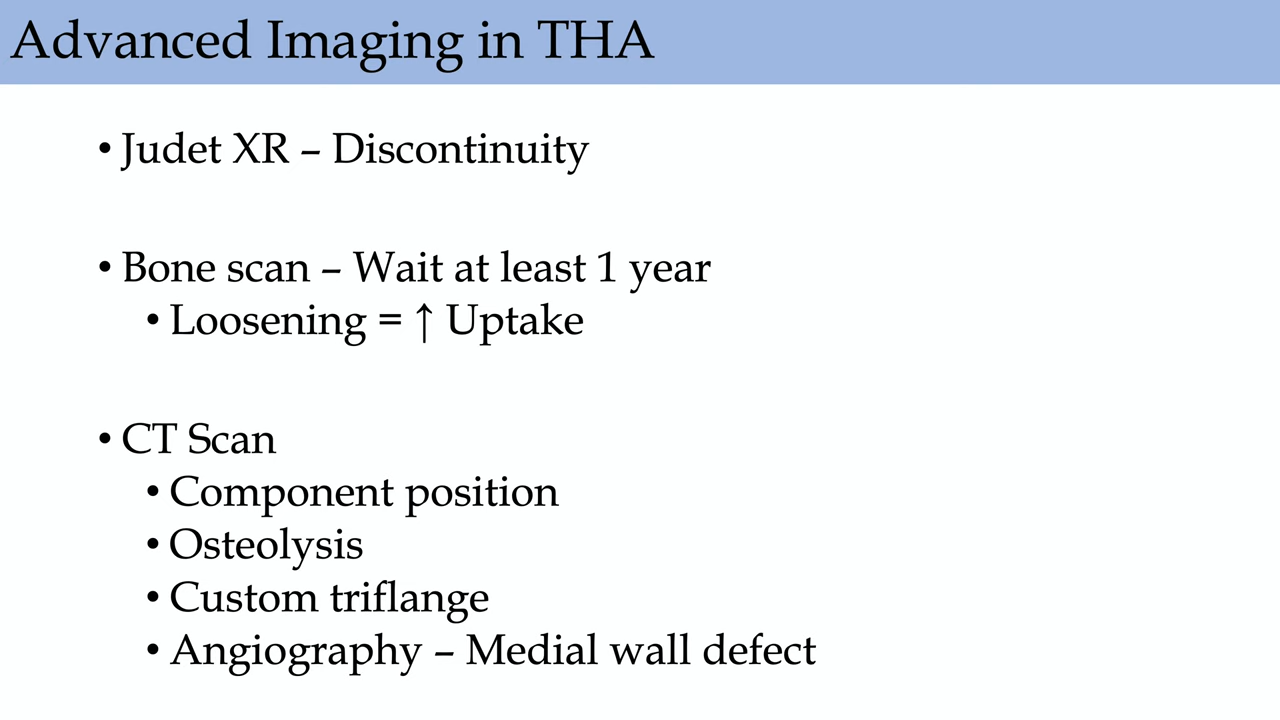 Advanced Imaging in THA
• Judet XR – Discontinuity
• Bone scan – Wait at least 1 year
• Loosening = ↑ Uptake
• CT Scan
• Component position
• Osteolysis
• Custom triflange
• Angiography – Medial wall defect